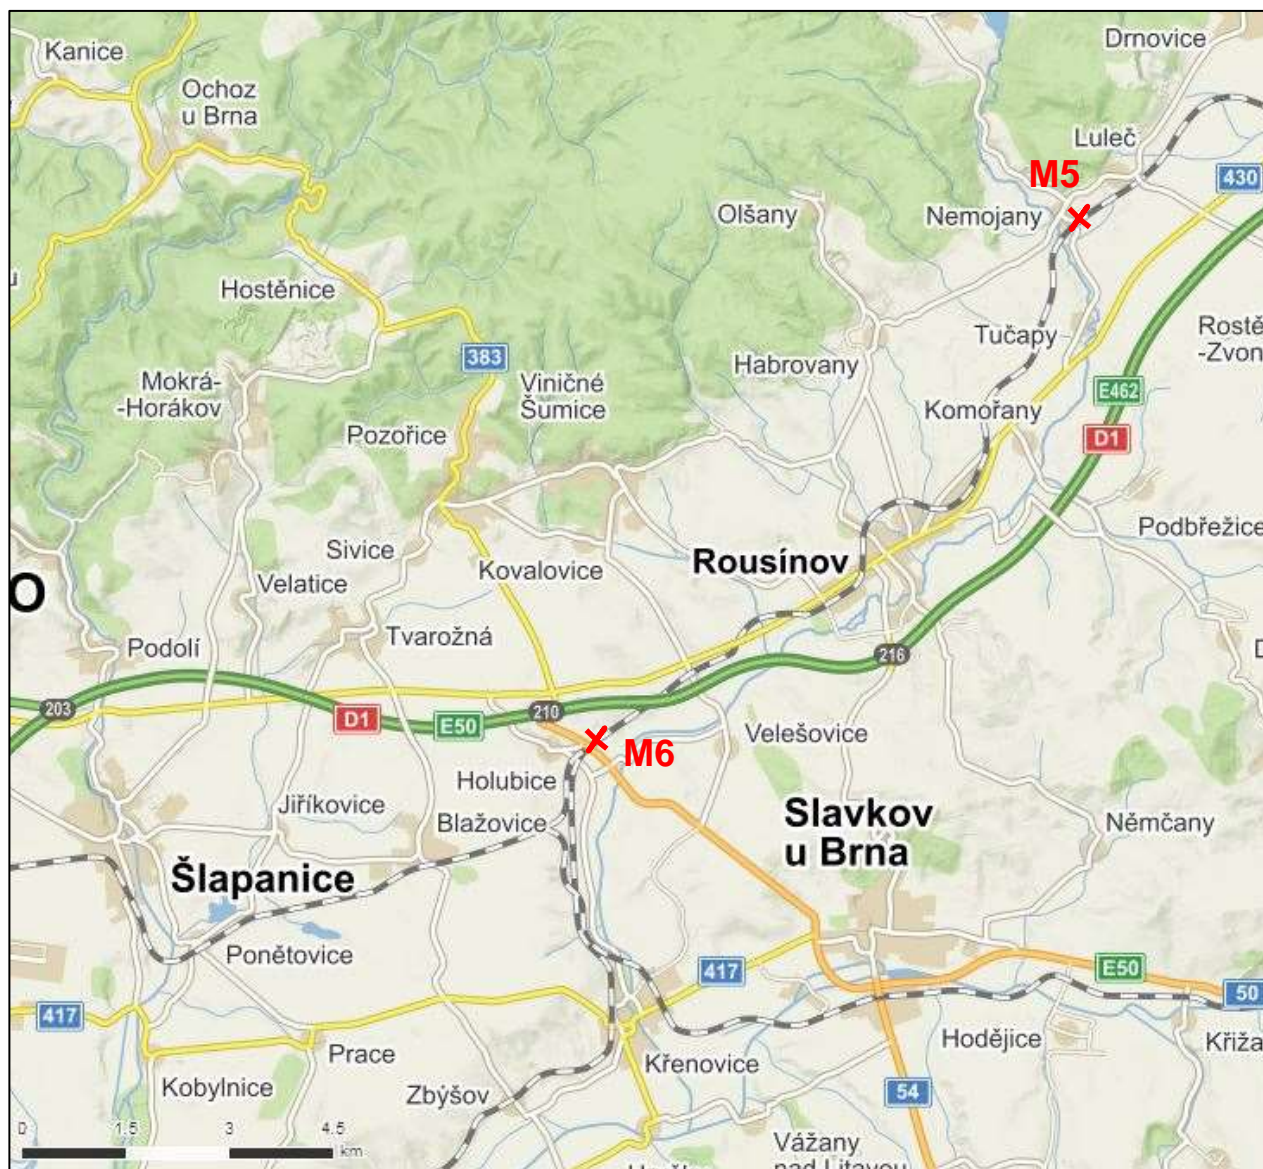 Kanice
Drnovice
Ochoz
u Brna
Luleč
M5
430
Olšany
Nemojany
Hostěnice
Tučapy
Rostě
-Zvon
383
Habrovany
Mokrá-
-Horákov
Viničné
Šumice
E462
Komořany
Pozořice
D1
Podbřežice
Sivice
Kovalovice
Rousínov
O
Velatice
Tvarožná
Podolí
216
203
D1
E50
210
Velešovice
M6
Holubice
Jiříkovice
Blažovice
Slavkov
u Brna
Němčany
Šlapanice
Ponětovice
417
E50
50
417
Prace
Hodějice
Křiža
Křenovice
Kobylnice
Zbýšov
54
0 1.5 3 4.5
km
Vážany
nad Litavou